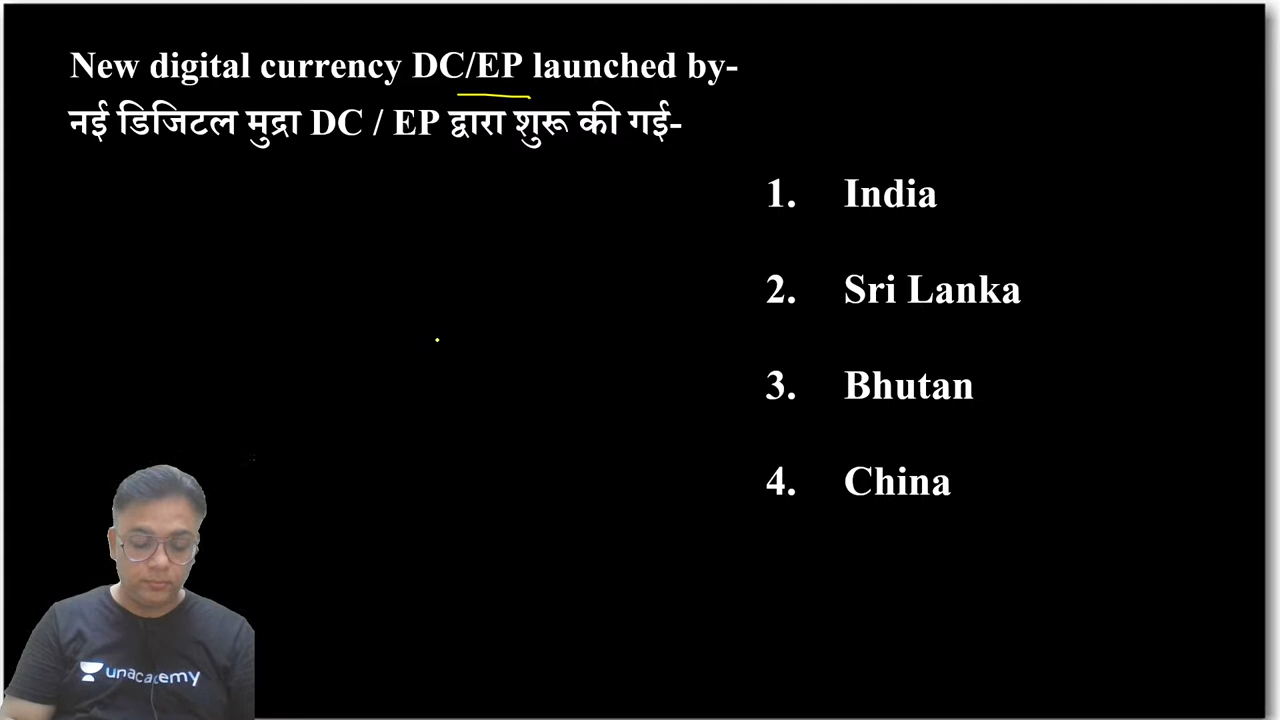 New digital currency DC/EP launched by-
नई डिजिटल मुद्रा DC / EP द्वारा शुरू की गई-
1. India
2. Sri Lanka
3. Bhutan
4. China
unacademy